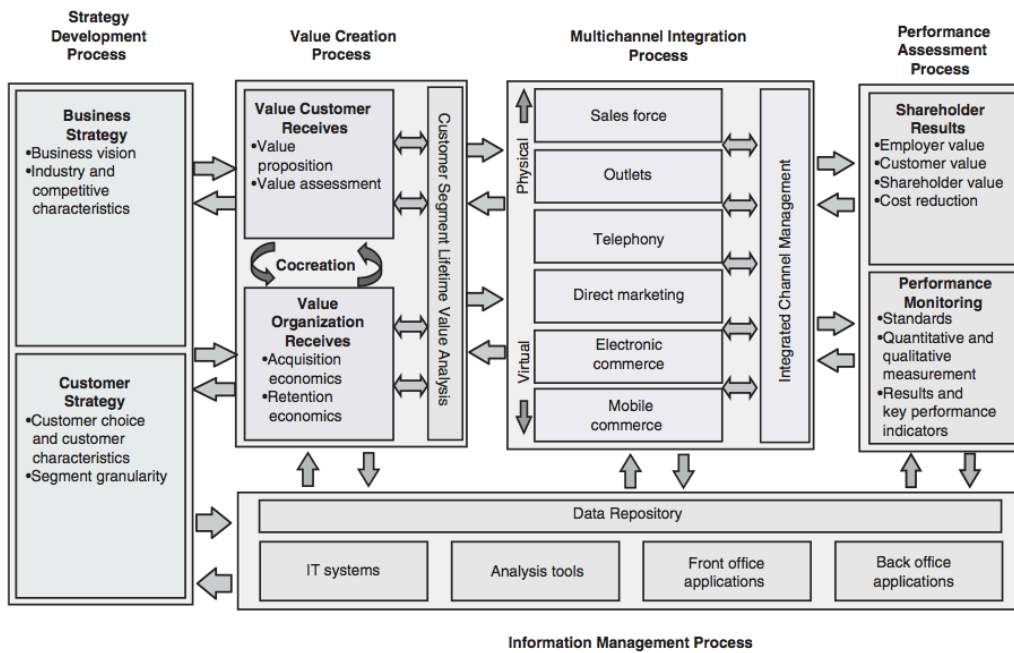 Strategy
Development
Process
Business
Strategy
•Business vision
•Industry and
competitive
characteristics
Customer
Strategy
•Customer choice
and customer
characteristics
•Segment granularity
Value Creation
Process
Value Customer
Receives
•Value
proposition
•Value assessment
Cocreation
Value
Organization
Receives
•Acquisition
economics
•Retention
economics
Customer Segment Lifetime Value Analysis
Multichannel Integration
Process
Physical
Virtual
Sales force
Outlets
Telephony
Direct marketing
Electronic
commerce
Mobile
commerce
Integrated Channel Management
Performance
Assessment
Process
Shareholder
Results
•Employer value
•Customer value
•Shareholder value
•Cost reduction
Performance
Monitoring
•Standards
•Quantitative and
qualitative
measurement
•Results and
key performance
indicators
Data Repository
IT systems
Analysis tools
Front office
applications
Back office
applications
Information Management Process